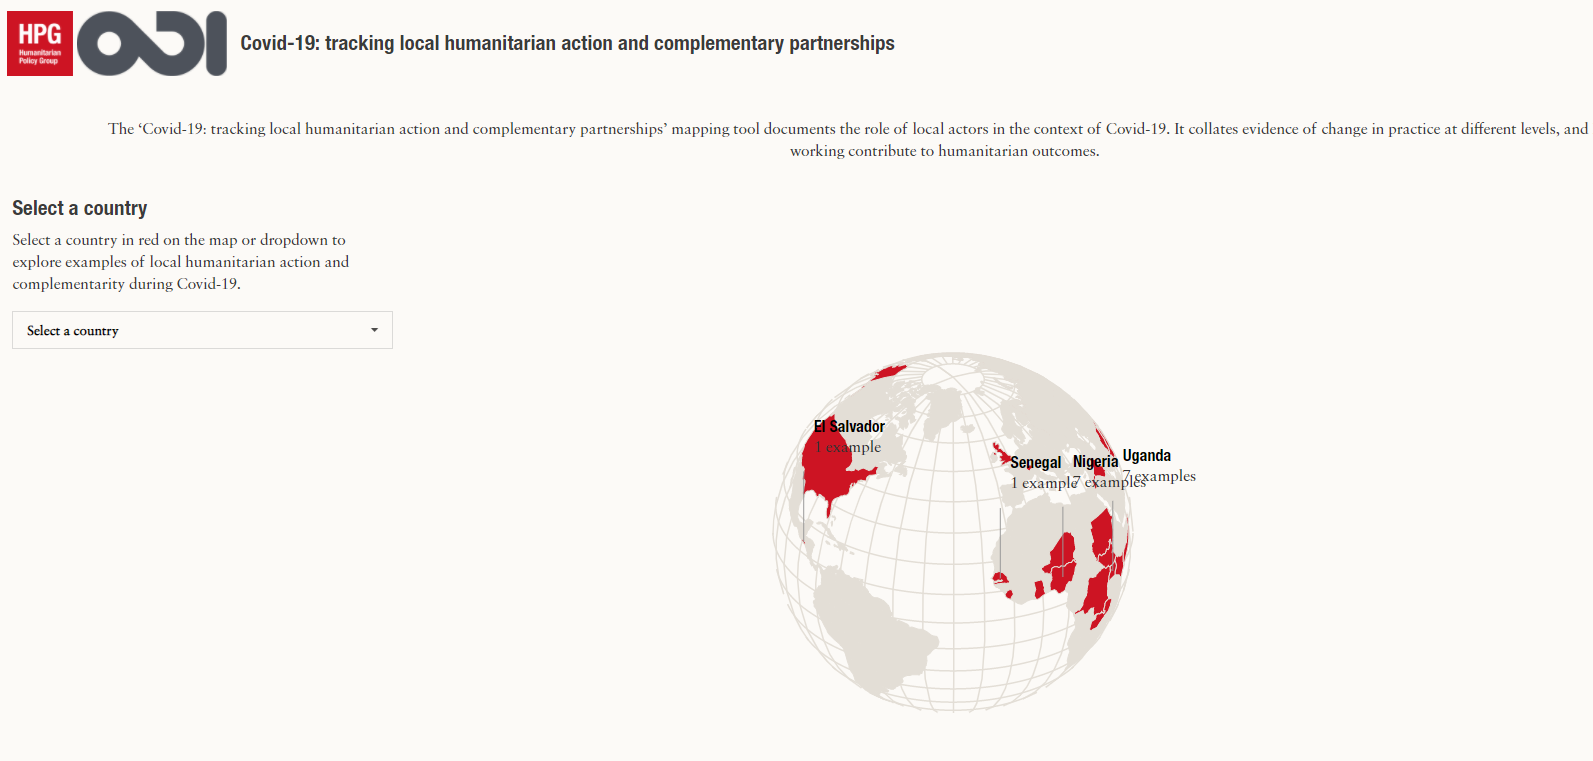 HPG
Humanitarian
Policy Group
ODI
Covid-19: tracking local humanitarian action and complementary partnerships
The ‘Covid-19: tracking local humanitarian action and complementary partnerships’ mapping tool documents the role of local actors in the context of Covid-19. It collates evidence of change in practice at different levels, and
working contribute to humanitarian outcomes.
Select a country
Select a country in red on the map or dropdown to
explore examples of local humanitarian action and
complementarity during Covid-19.
Select a country
El Salvador
1 example
Senegal
1 example
Nigeria
7 examples
Uganda
7 examples